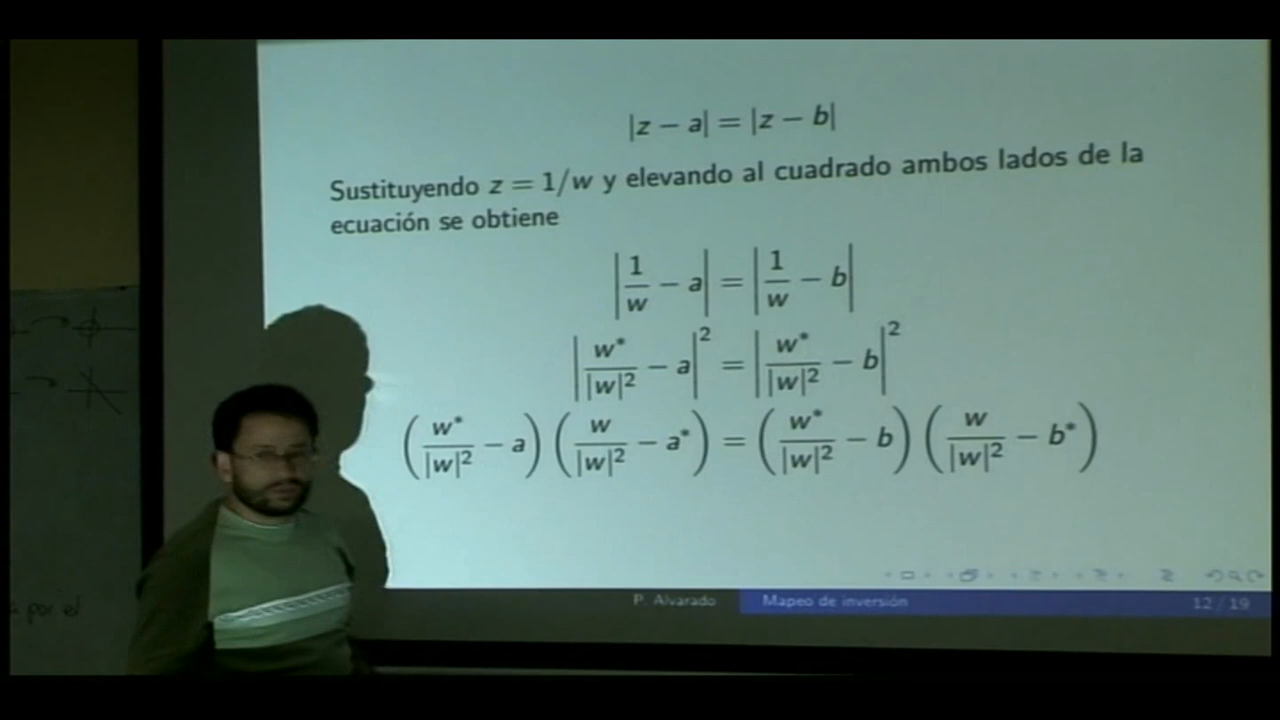 |z − a| = |z − b|
Sustituyendo z = 1/w y elevando al cuadrado ambos lados de la
ecuación se obtiene
|1/w − a| = |1/w − b|
|w*/|w|² − a|² = |w*/|w|² − b|²
(w*/|w|² − a)(w/|w|² − a*) = (w*/|w|² − b)(w/|w|² − b*)
por el
P. Alvarado Mapeo de inversión 12 / 19